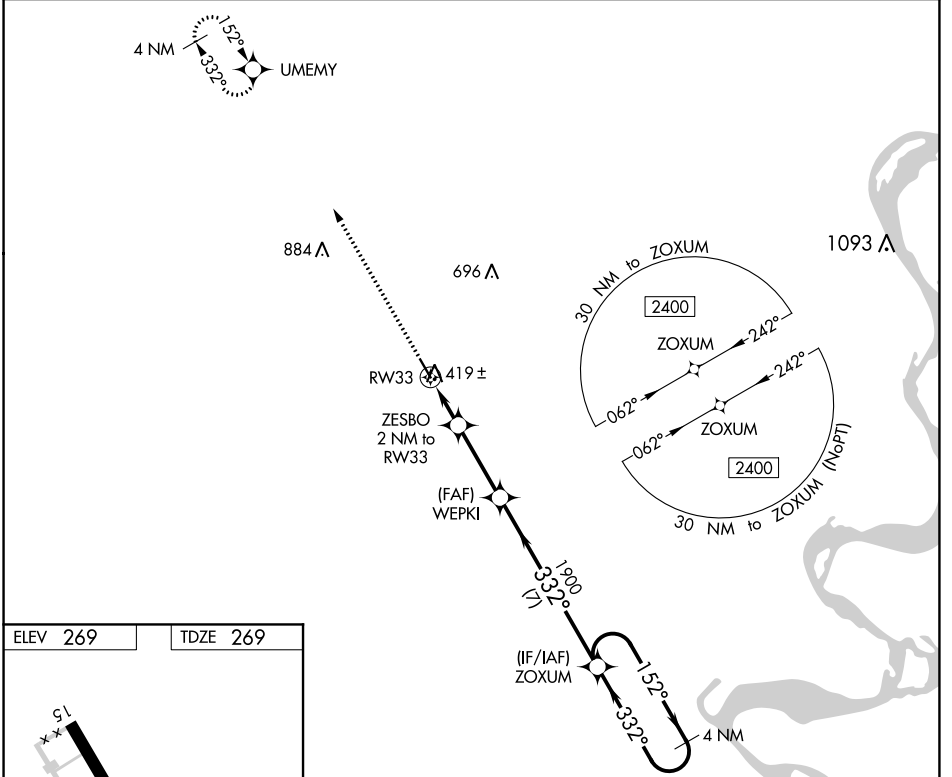 152°
4 NM
332°
UMEMY
884
696
1093
30 NM to ZOXUM
2400
ZOXUM
242°
062°
242°
062°
ZOXUM
2400
30 NM to ZOXUM (NoPT)
RW33
419 ±
ZESBO
2 NM to
RW33
(FAF)
WEPKI
1900
332°
(7)
(IF/IAF)
ZOXUM
152°
332°
4 NM
ELEV 269
TDZE 269
15